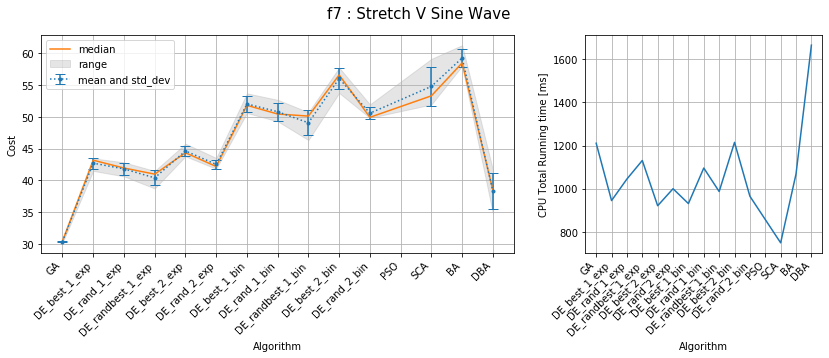 f7 : Stretch V Sine Wave
median
range
mean and std_dev
Cost
60
55
50
45
40
35
30
GA
DE_best_1_exp
DE_rand_1_exp
DE_randbest_1_exp
DE_best_2_exp
DE_rand_2_exp
DE_best_1_bin
DE_rand_1_bin
DE_randbest_1_bin
DE_best_2_bin
DE_rand_2_bin
PSO
SCA
BA
DBA
Algorithm
CPU Total Running time [ms]
1600
1400
1200
1000
800
GA
DE_best_1_exp
DE_rand_1_exp
DE_randbest_1_exp
DE_best_2_exp
DE_rand_2_exp
DE_best_1_bin
DE_rand_1_bin
DE_randbest_1_bin
DE_best_2_bin
DE_rand_2_bin
PSO
SCA
BA
DBA
Algorithm